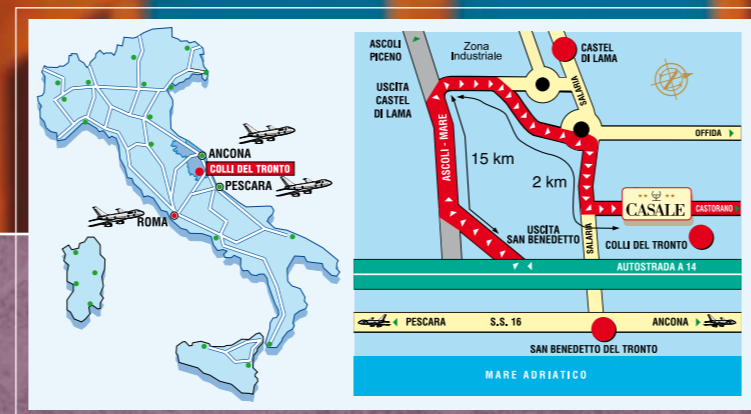 ANCONA
COLLI DEL TRONTO
PESCARA
ROMA
ASCOLI
PICENO
Zona
Industriale
CASTEL
DI LAMA
USCITA
CASTEL
DI LAMA
SALARIA
OFFIDA
ASCOLI - MARE
15 km
2 km
CASALE
CASTORANO
USCITA
SAN BENEDETTO
SALARIA
COLLI DEL TRONTO
AUTOSTRADA A 14
PESCARA
S.S. 16
ANCONA
SAN BENEDETTO DEL TRONTO
MARE ADRIATICO